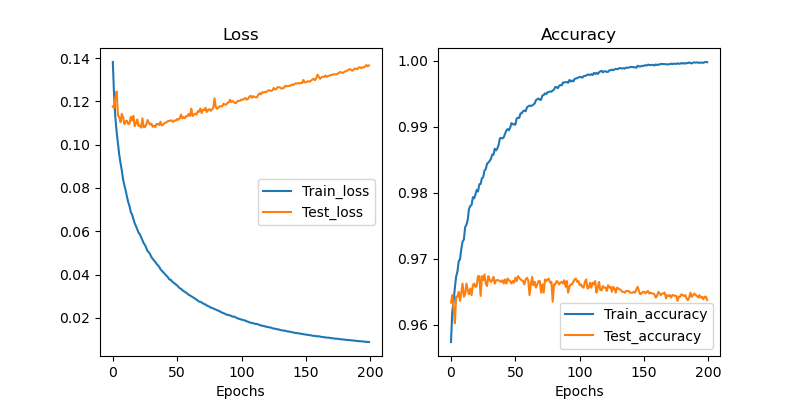 Loss
0.14
0.12
0.10
0.08
0.06
0.04
0.02
0
50
100
150
200
Epochs
Train_loss
Test_loss
Accuracy
1.00
0.99
0.98
0.97
0.96
0
50
100
150
200
Epochs
Train_accuracy
Test_accuracy